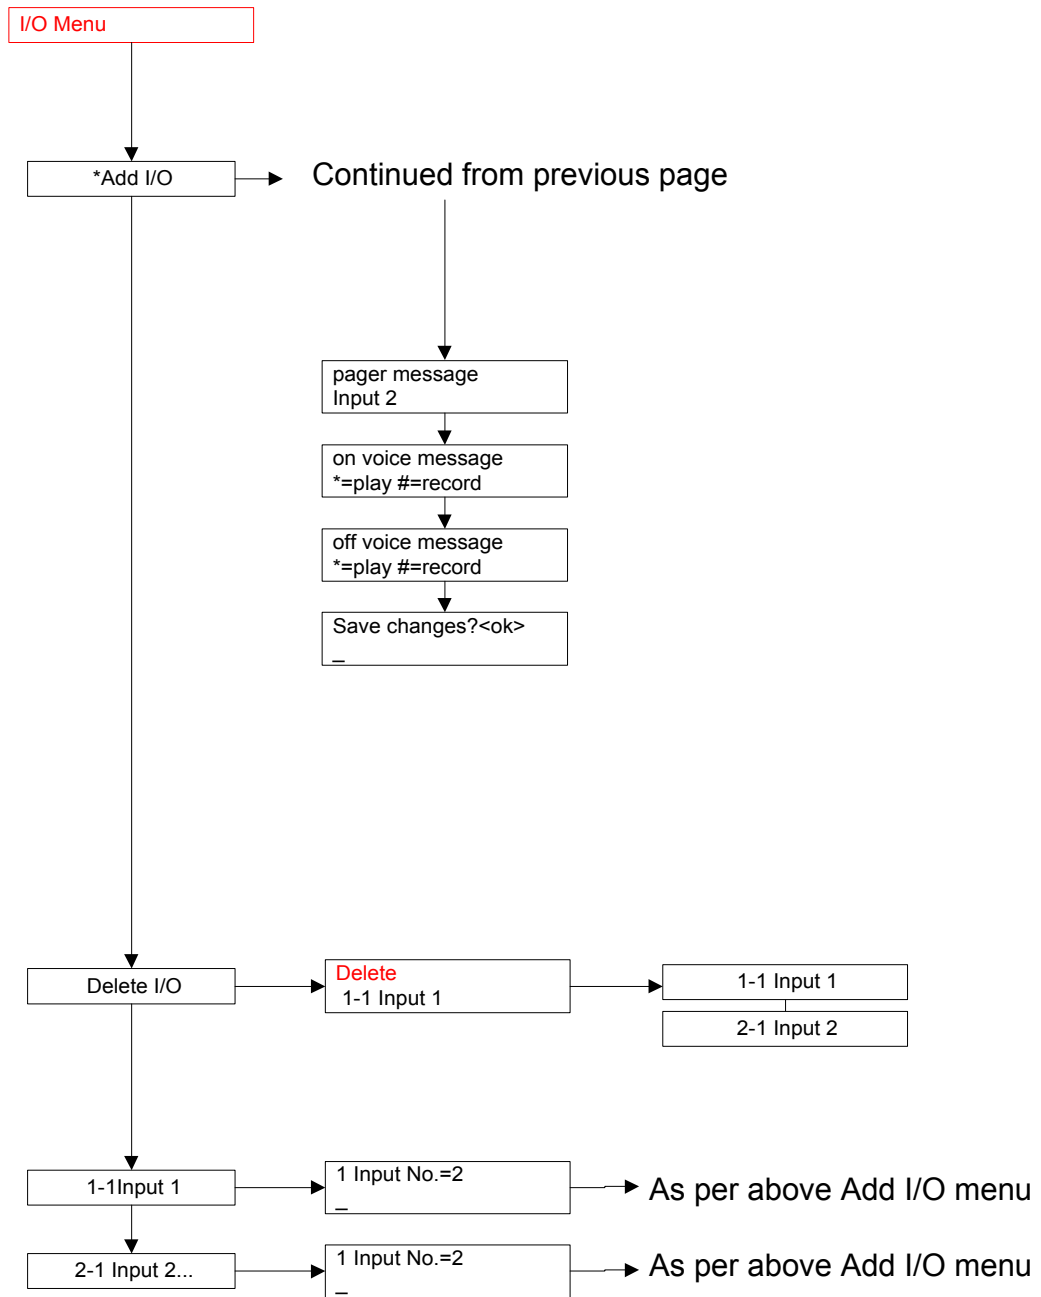 I/O Menu
*Add I/O
Continued from previous page
pager message
Input 2
on voice message
*=play #=record
off voice message
*=play #=record
Save changes?<ok>
_
Delete I/O
Delete
1-1 Input 1
1-1 Input 1
2-1 Input 2
1-1Input 1
1 Input No.=2
_
As per above Add I/O menu
2-1 Input 2...
1 Input No.=2
_
As per above Add I/O menu